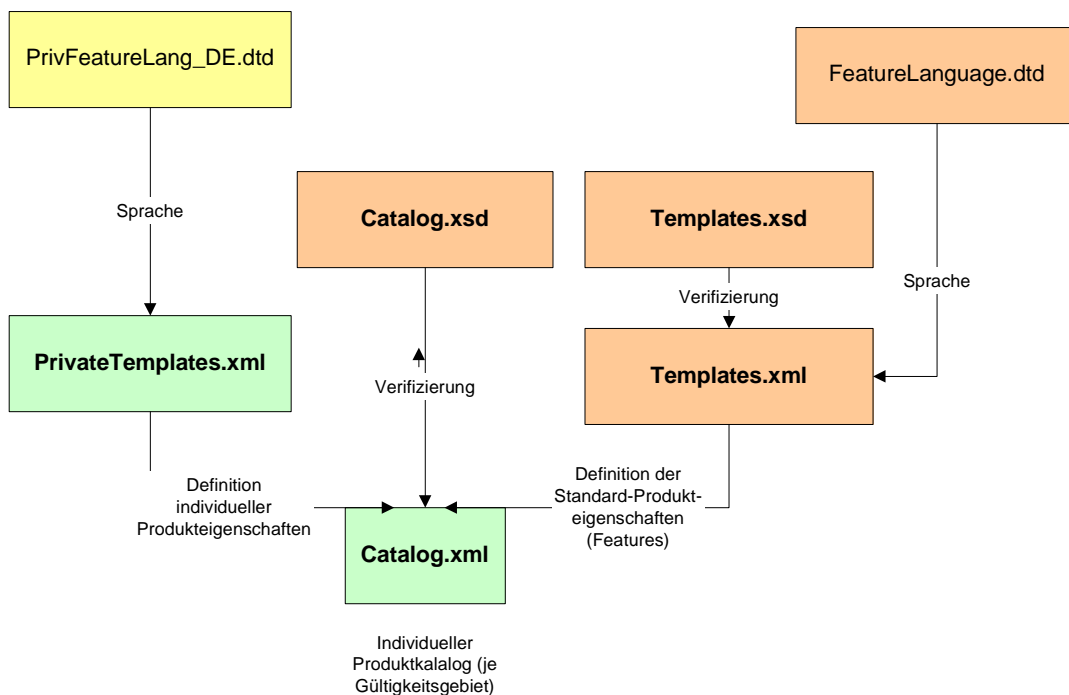 PrivFeatureLang_DE.dtd
FeatureLanguage.dtd
Sprache
Catalog.xsd
Templates.xsd
Sprache
Verifizierung
PrivateTemplates.xml
Verifizierung
Templates.xml
Definition
individueller
Produkteigenschaften
Definition der
Standard-Produkt-
eigenschaften
(Features)
Catalog.xml
Individueller
Produktkalalog (je
Gültigkeitsgebiet)